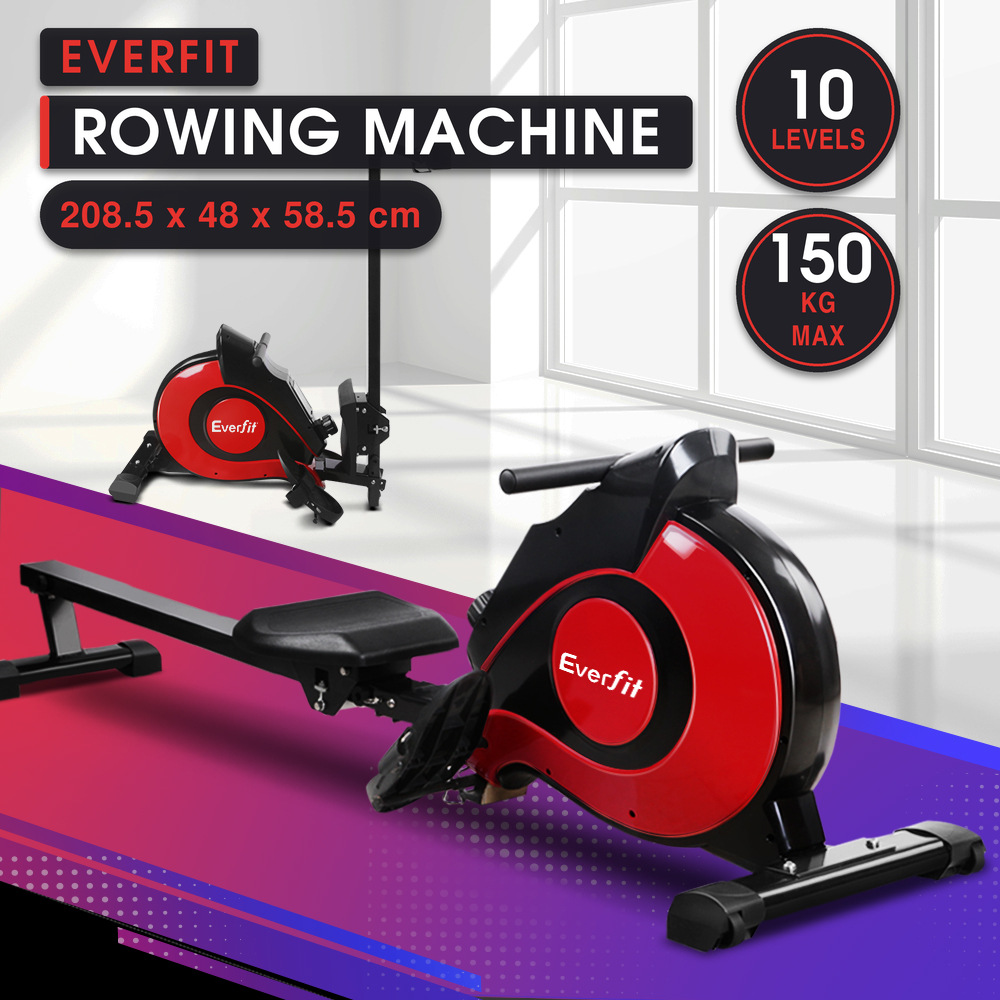 EVERFIT
ROWING MACHINE
208.5 x 48 x 58.5 cm
10
LEVELS
150
KG
MAX
Everfit
Everfit